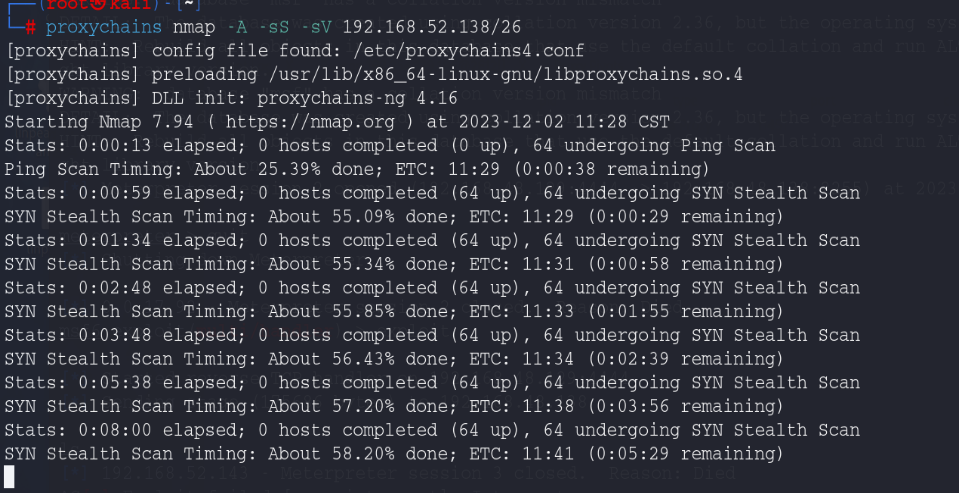 (root㉿kali)-[~]
# proxychains nmap -A -sS -sV 192.168.52.138/26
[proxychains] config file found: /etc/proxychains4.conf
[proxychains] preloading /usr/lib/x86_64-linux-gnu/libproxychains.so.4
[proxychains] DLL init: proxychains-ng 4.16
Starting Nmap 7.94 ( https://nmap.org ) at 2023-12-02 11:28 CST
Stats: 0:00:13 elapsed; 0 hosts completed (0 up), 64 undergoing Ping Scan
Ping Scan Timing: About 25.39% done; ETC: 11:29 (0:00:38 remaining)
Stats: 0:00:59 elapsed; 0 hosts completed (64 up), 64 undergoing SYN Stealth Scan
SYN Stealth Scan Timing: About 55.09% done; ETC: 11:29 (0:00:29 remaining)
Stats: 0:01:34 elapsed; 0 hosts completed (64 up), 64 undergoing SYN Stealth Scan
SYN Stealth Scan Timing: About 55.34% done; ETC: 11:31 (0:00:58 remaining)
Stats: 0:02:48 elapsed; 0 hosts completed (64 up), 64 undergoing SYN Stealth Scan
SYN Stealth Scan Timing: About 55.85% done; ETC: 11:33 (0:01:55 remaining)
Stats: 0:03:48 elapsed; 0 hosts completed (64 up), 64 undergoing SYN Stealth Scan
SYN Stealth Scan Timing: About 56.43% done; ETC: 11:34 (0:02:39 remaining)
Stats: 0:05:38 elapsed; 0 hosts completed (64 up), 64 undergoing SYN Stealth Scan
SYN Stealth Scan Timing: About 57.20% done; ETC: 11:38 (0:03:56 remaining)
Stats: 0:08:00 elapsed; 0 hosts completed (64 up), 64 undergoing SYN Stealth Scan
SYN Stealth Scan Timing: About 58.20% done; ETC: 11:41 (0:05:29 remaining)
192.168.52.143 - Meterpreter session 3 closed. Reason: Died